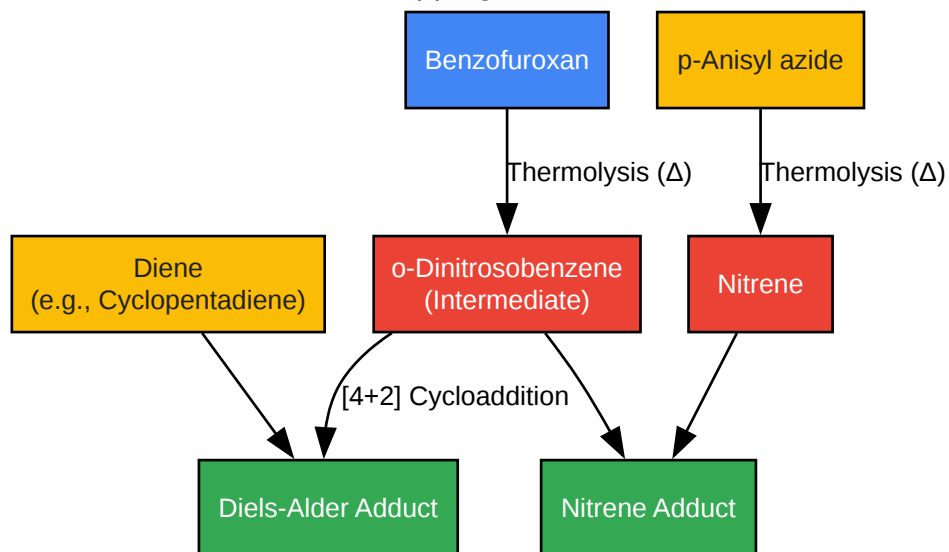 Benzofuroxan
p-Anisyl azide
Thermolysis (Δ)
Thermolysis (Δ)
Diene
(e.g., Cyclopentadiene)
o-Dinitrosobenzene
(Intermediate)
Nitrene
[4+2] Cycloaddition
Diels-Alder Adduct
Nitrene Adduct